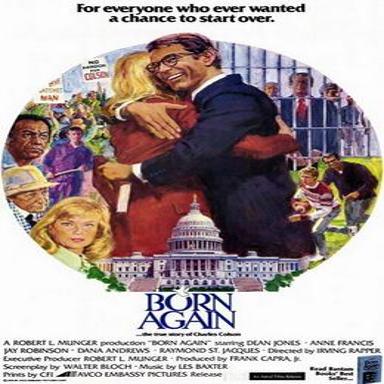 For everyone who ever wanted
a chance to start over.
NO
PARDON
FOR
COLSON
HATCHET
MAN
BORN
AGAIN
...the true story of Charles Colson
A ROBERT L. MUNGER production "BORN AGAIN" starring DEAN JONES · ANNE FRANCIS
JAY ROBINSON · DANA ANDREWS · RAYMOND ST. JACQUES · Directed by IRVING RAPPER
Executive Producer ROBERT L. MUNGER · Produced by FRANK CAPRA, Jr.
Screenplay by WALTER BLOCH · Music by LES BAXTER
Prints by CFI AVCO EMBASSY PICTURES Release
Read Bantam
Books' Best
Seller